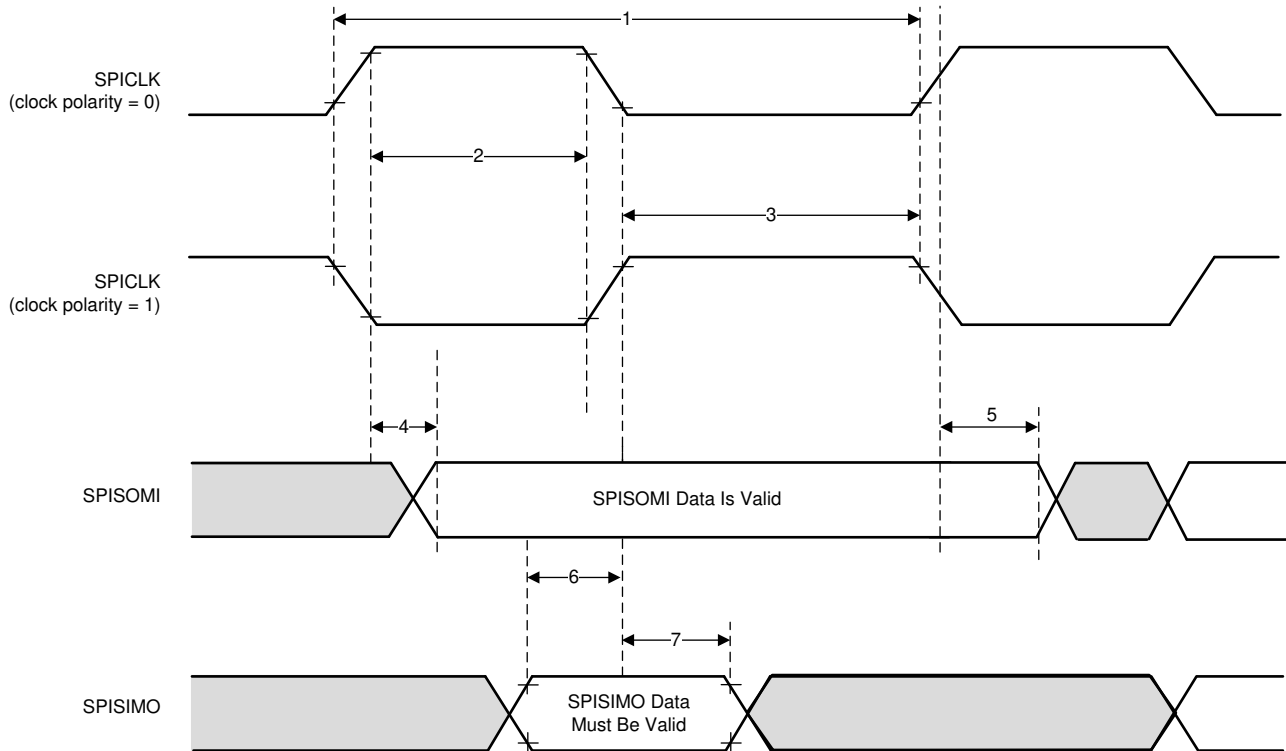 1
SPICLK
(clock polarity = 0)
2
3
SPICLK
(clock polarity = 1)
4
5
SPISOMI
SPISOMI Data Is Valid
6
7
SPISIMO
SPISIMO Data
Must Be Valid